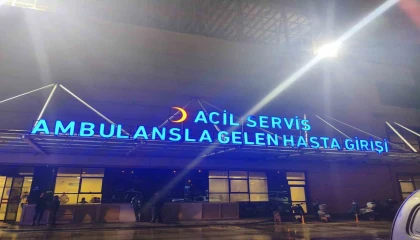 ACİL SERVİS
AMBULANSLA GELEN HASTA GİRİŞİ